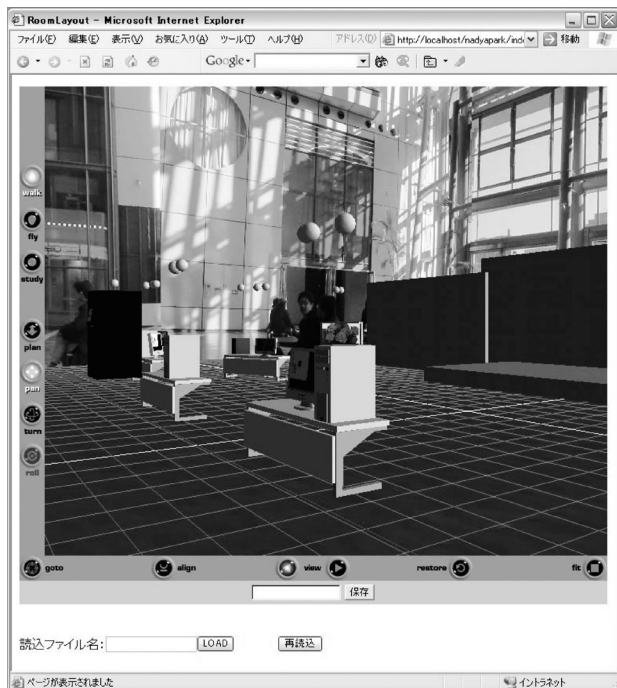 RoomLayout - Microsoft Internet Explorer
ファイル(F) 編集(E) 表示(V) お気に入り(A) ツール(T) ヘルプ(H) アドレス(D) http://localhost/nadyapark/inde 移動
Google
walk
fly
study
plan
pan
turn
roll
goto align view restore fit
保存
読込ファイル名: LOAD 再読込
ページが表示されました イントラネット